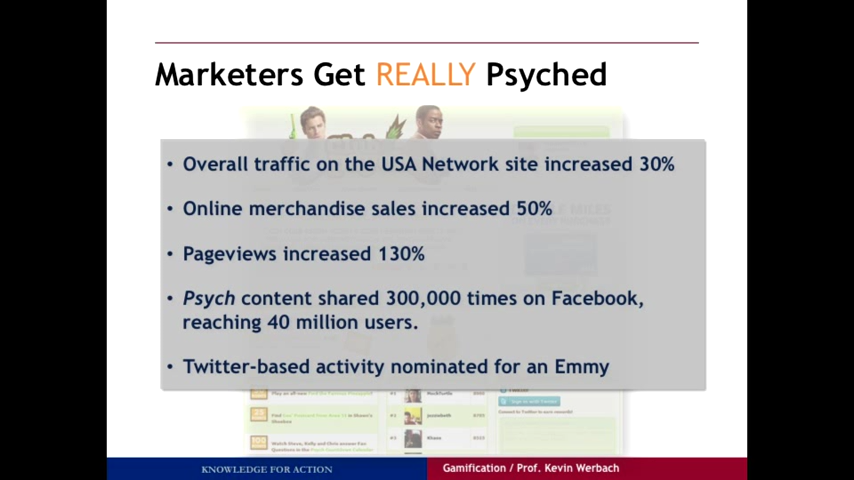 Marketers Get REALLY Psyched
• Overall traffic on the USA Network site increased 30%
• Online merchandise sales increased 50%
• Pageviews increased 130%
• Psych content shared 300,000 times on Facebook,
reaching 40 million users.
• Twitter-based activity nominated for an Emmy
KNOWLEDGE FOR ACTION
Gamification / Prof. Kevin Werbach